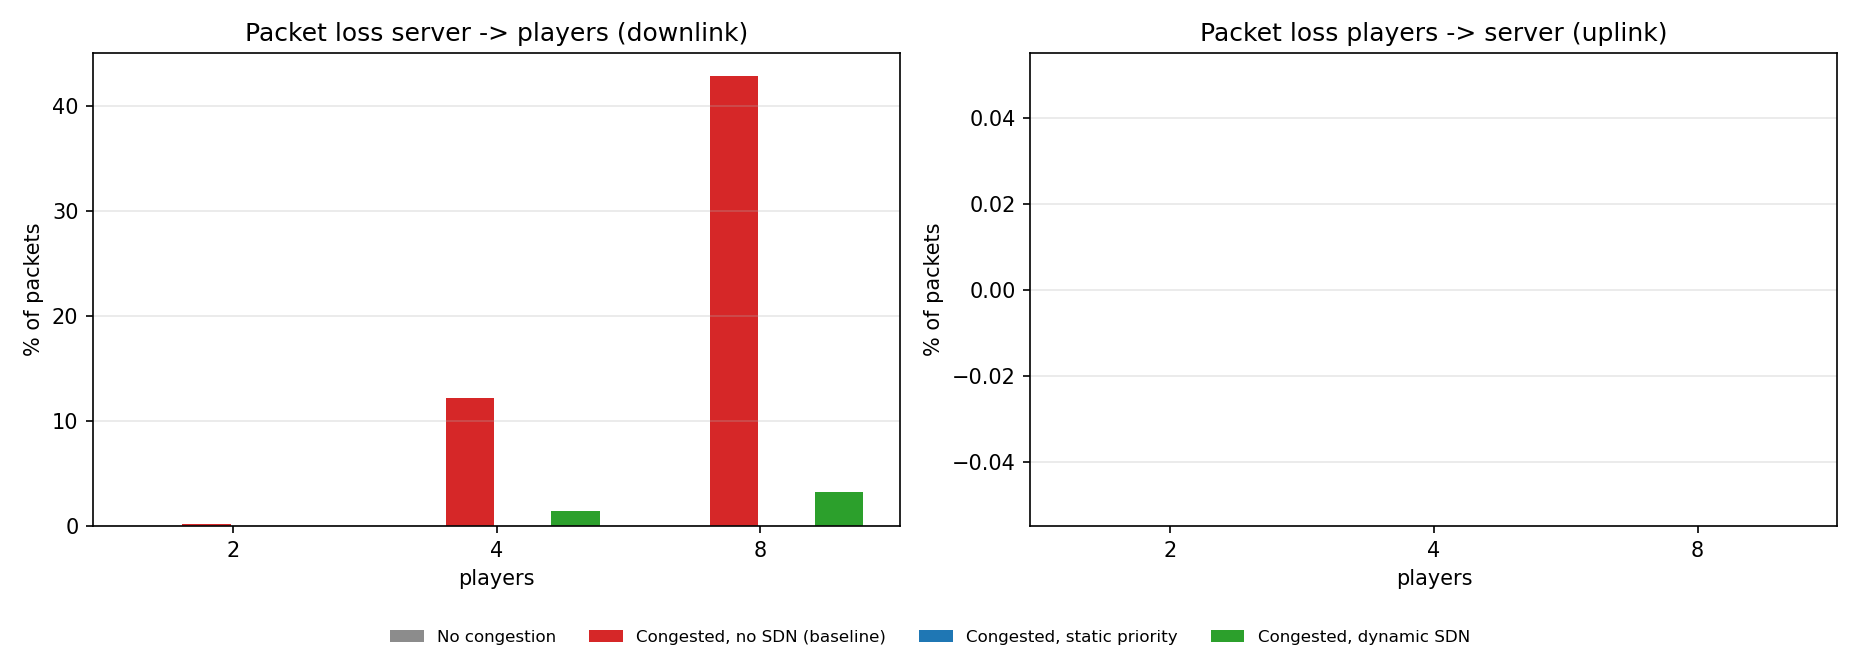 Packet loss server -> players (downlink)
% of packets
40
30
20
10
0
2
4
8
players
Packet loss players -> server (uplink)
% of packets
0.04
0.02
0.00
−0.02
−0.04
2
4
8
players
No congestion
Congested, no SDN (baseline)
Congested, static priority
Congested, dynamic SDN